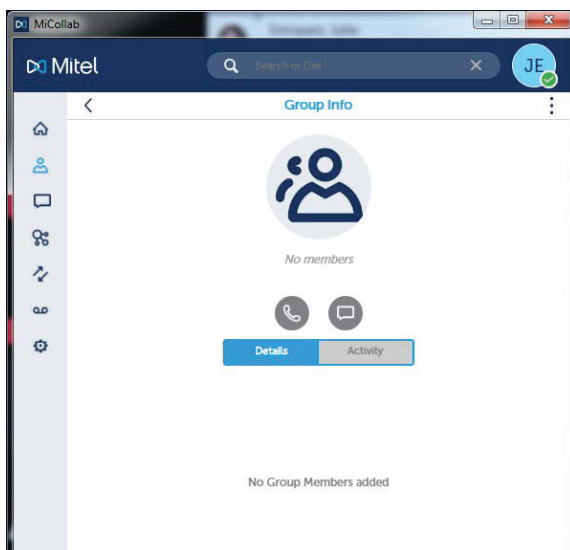 MiCollab
Mitel
Search or Dial
JE
Group Info
No members
Details
Activity
No Group Members added